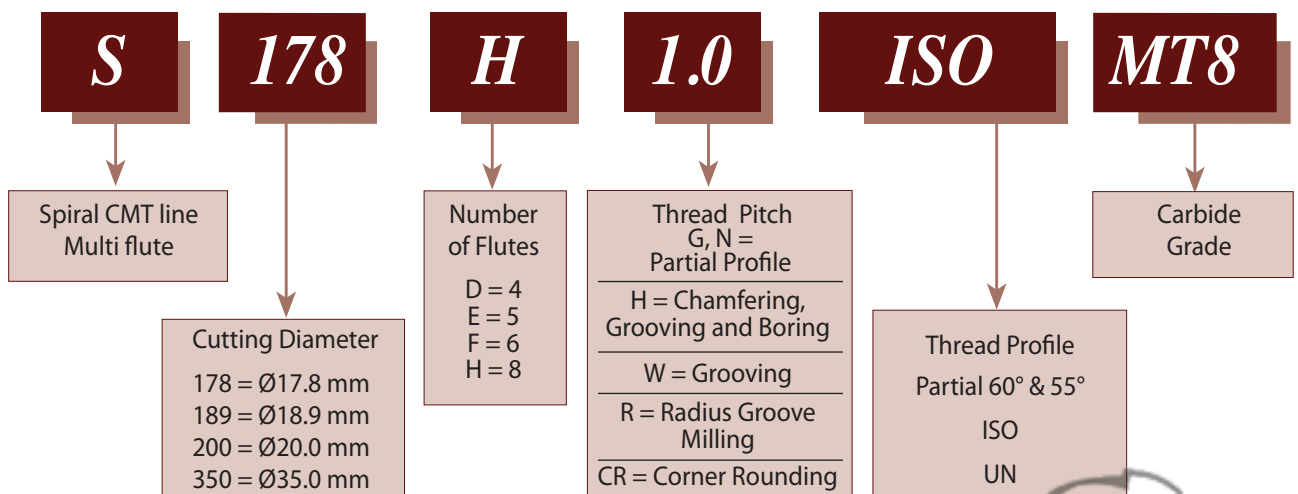 S 178 H 1.0 ISO MT8
Spiral CMT line
Multi flute
Cutting Diameter
178 = Ø17.8 mm
189 = Ø18.9 mm
200 = Ø20.0 mm
350 = Ø35.0 mm
Number
of Flutes
D = 4
E = 5
F = 6
H = 8
Thread Pitch
G, N =
Partial Profile
H = Chamfering,
Grooving and Boring
W = Grooving
R = Radius Groove
Milling
CR = Corner Rounding
Thread Profile
Partial 60° & 55°
ISO
UN
Carbide
Grade